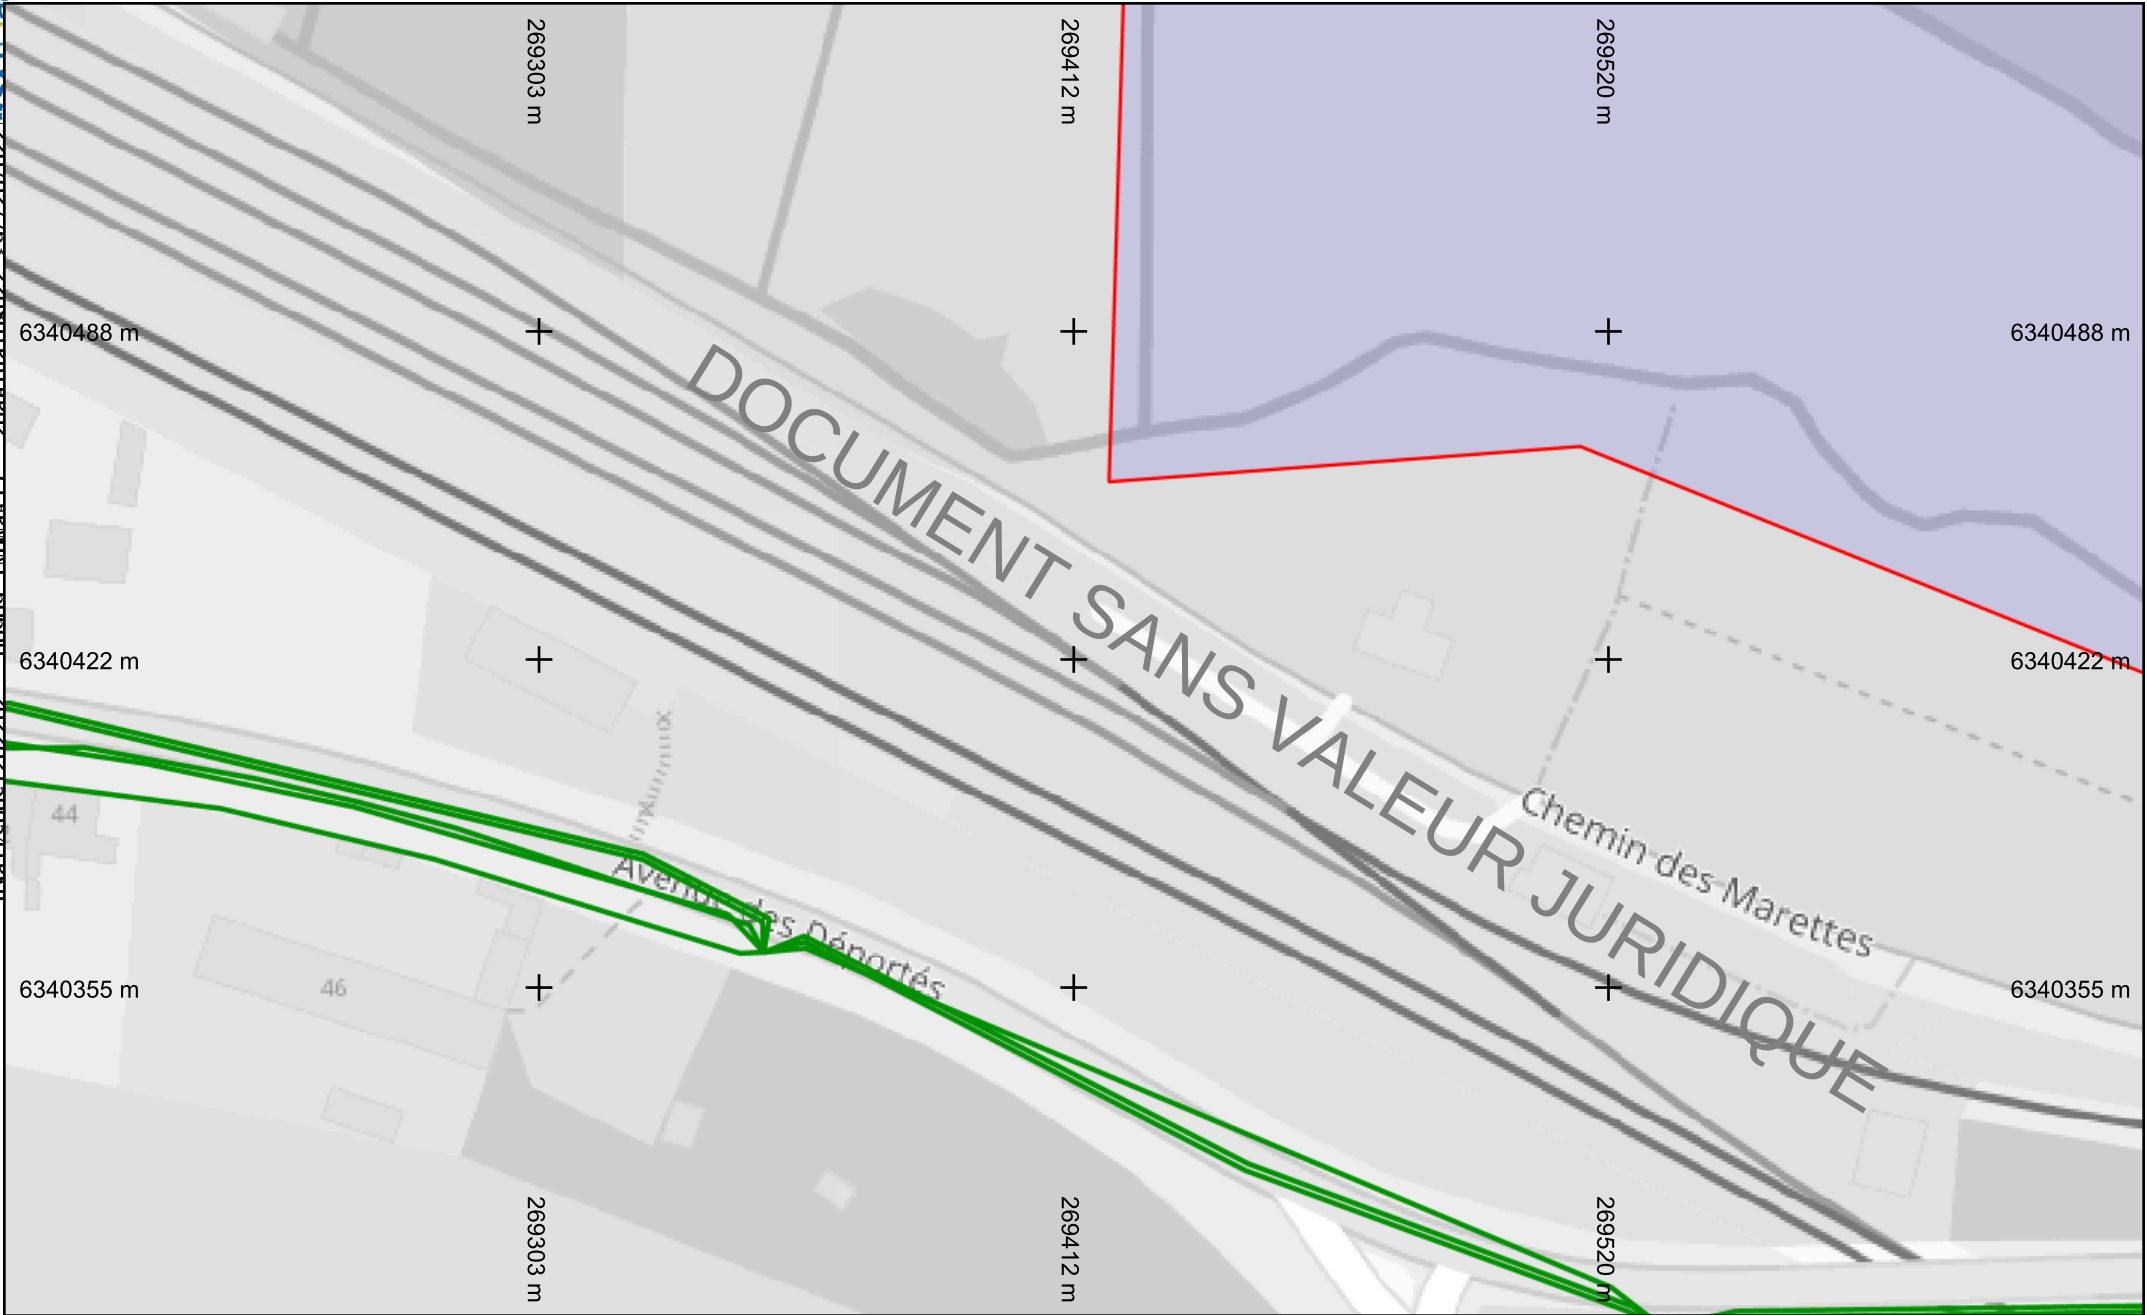 269303 m
269412 m
269520 m
6340488 m
6340488 m
DOCUMENT SANS VALEUR JURIDIQUE
6340422 m
6340422 m
Chemin des Marettes
44
Avenue des Déportés
46
6340355 m
6340355 m
269303 m
269412 m
269520 m